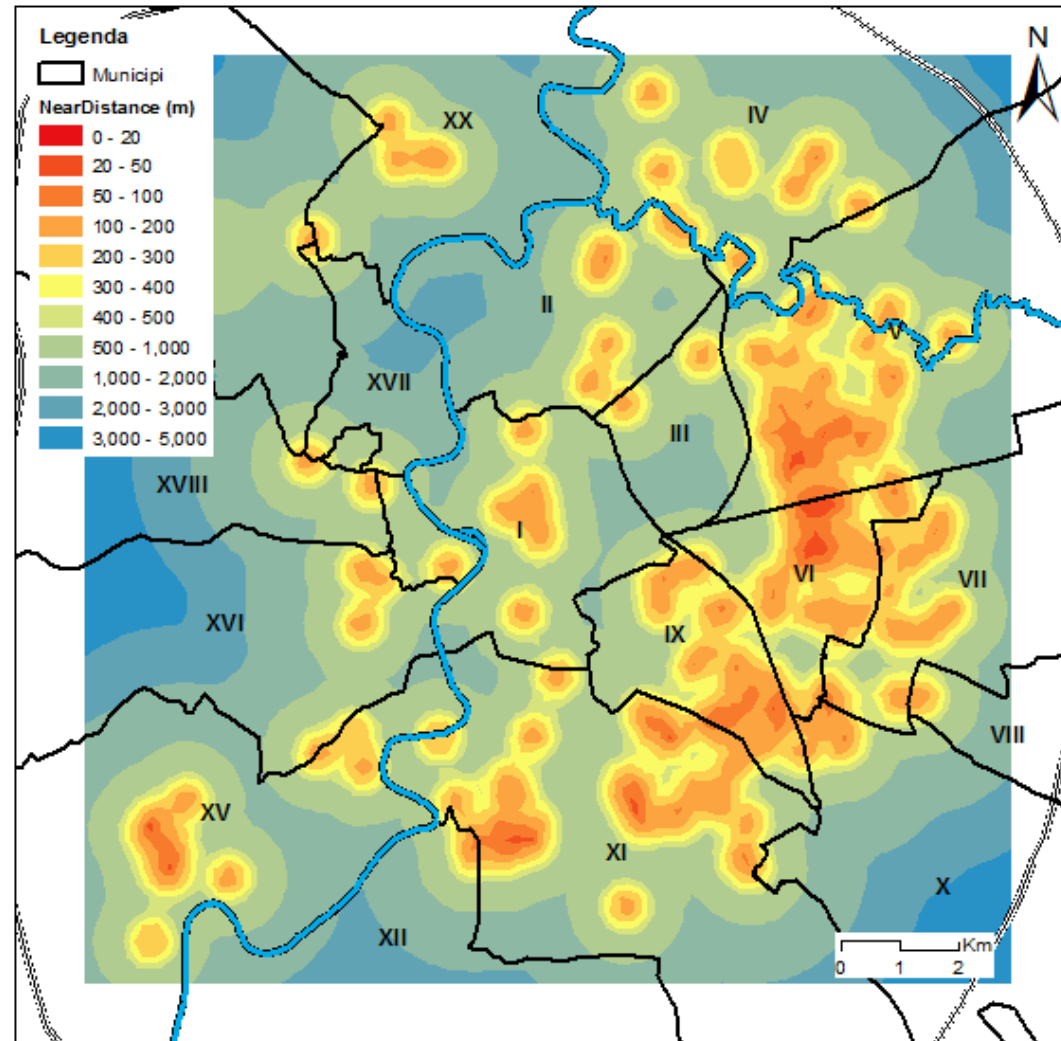 Legenda
Municipi
NearDistance (m)
0 - 20
20 - 50
50 - 100
100 - 200
200 - 300
300 - 400
400 - 500
500 - 1,000
1,000 - 2,000
2,000 - 3,000
3,000 - 5,000
N
XX
IV
II
V
XVII
III
XVIII
I
VI
VII
XVI
IX
VIII
XV
XI
X
XII
Km
0 1 2